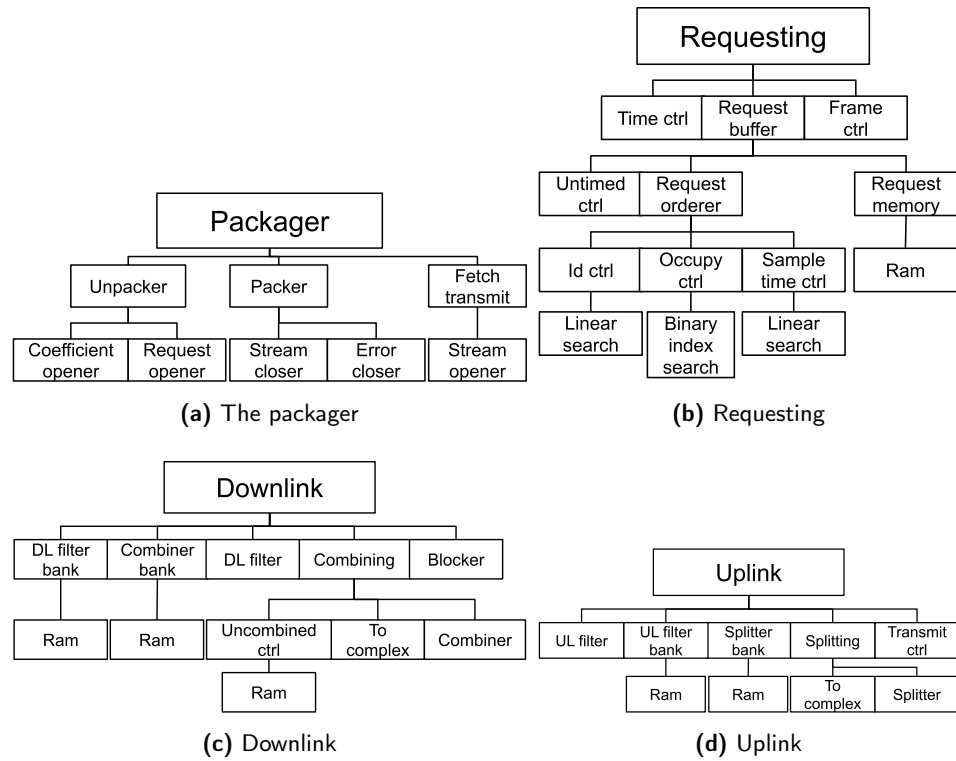 Packager
Unpacker
Packer
Fetch
transmit
Coefficient
opener
Request
opener
Stream
closer
Error
closer
Stream
opener
(a) The packager
Requesting
Time ctrl
Request
buffer
Frame
ctrl
Untimed
ctrl
Request
orderer
Request
memory
Id ctrl
Occupy
ctrl
Sample
time ctrl
Ram
Linear
search
Binary
index
search
Linear
search
(b) Requesting
Downlink
DL filter
bank
Combiner
bank
DL filter
Combining
Blocker
Ram
Ram
Uncombined
ctrl
To
complex
Combiner
Ram
(c) Downlink
Uplink
UL filter
UL filter
bank
Splitter
bank
Splitting
Transmit
ctrl
Ram
Ram
To
complex
Splitter
(d) Uplink